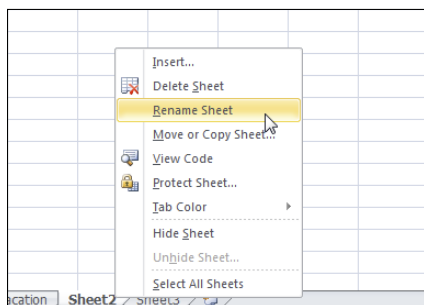 Insert...
Delete Sheet
Rename Sheet
Move or Copy Sheet...
View Code
Protect Sheet...
Tab Color
Hide Sheet
Unhide Sheet...
Select All Sheets
acation Sheet2 Sheet3